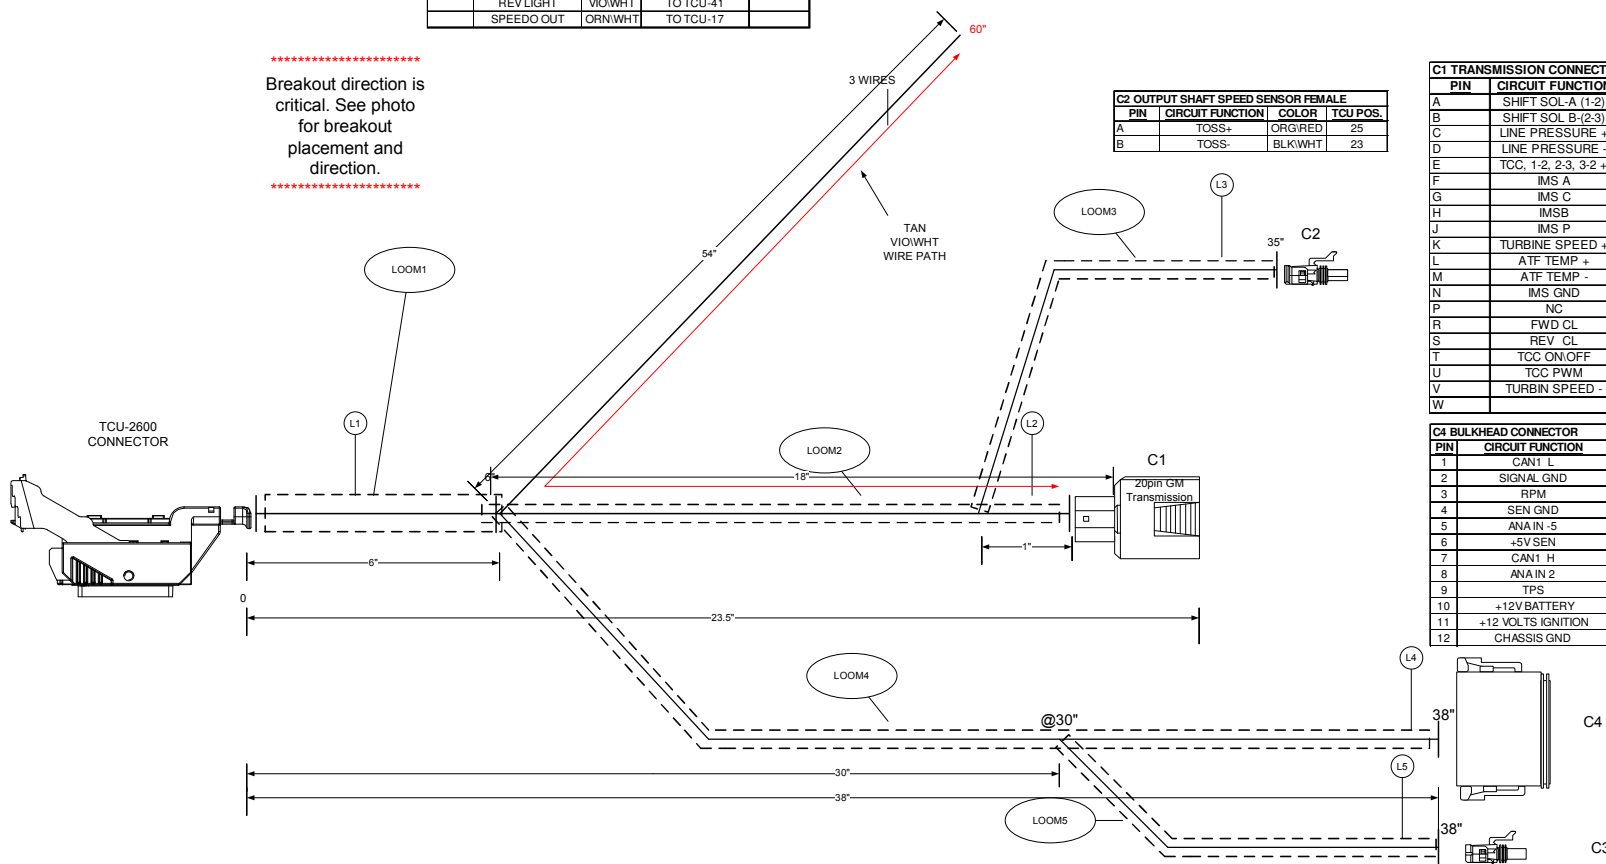 REV LIGHT VIO\WHT TO TCU-41
SPEEDO OUT ORN\WHT TO TCU-17
60"
**********************
Breakout direction is
critical. See photo
for breakout
placement and
direction.
**********************
3 WIRES
C2 OUTPUT SHAFT SPEED SENSOR FEMALE
PIN CIRCUIT FUNCTION COLOR TCU POS.
A TOSS+ ORG\RED 25
B TOSS- BLK\WHT 23
C1 TRANSMISSION CONNECT
PIN CIRCUIT FUNCTION
A SHIFT SOL-A (1-2)
B SHIFT SOL B-(2-3)
C LINE PRESSURE +
D LINE PRESSURE -
E TCC, 1-2, 2-3, 3-2 +
F IMS A
G IMS C
H IMSB
J IMS P
K TURBINE SPEED +
L ATF TEMP +
M ATF TEMP -
N IMS GND
P NC
R FWD CL
S REV CL
T TCC ON\OFF
U TCC PWM
V TURBIN SPEED -
W
L3
LOOM3
35" C2
TAN
VIO\WHT
WIRE PATH
54"
LOOM1
TCU-2600
CONNECTOR
L1
L2
LOOM2
C1
6"
18"
20pin GM
Transmission
1"
6"
0
23.5"
C4 BULKHEAD CONNECTOR
PIN CIRCUIT FUNCTION
1 CAN1 L
2 SIGNAL GND
3 RPM
4 SEN GND
5 ANA IN -5
6 +5V SEN
7 CAN1 H
8 ANA IN 2
9 TPS
10 +12V BATTERY
11 +12 VOLTS IGNITION
12 CHASSIS GND
L4
LOOM4
@30"
38"
C4
30"
L5
38"
LOOM5
38"
C3